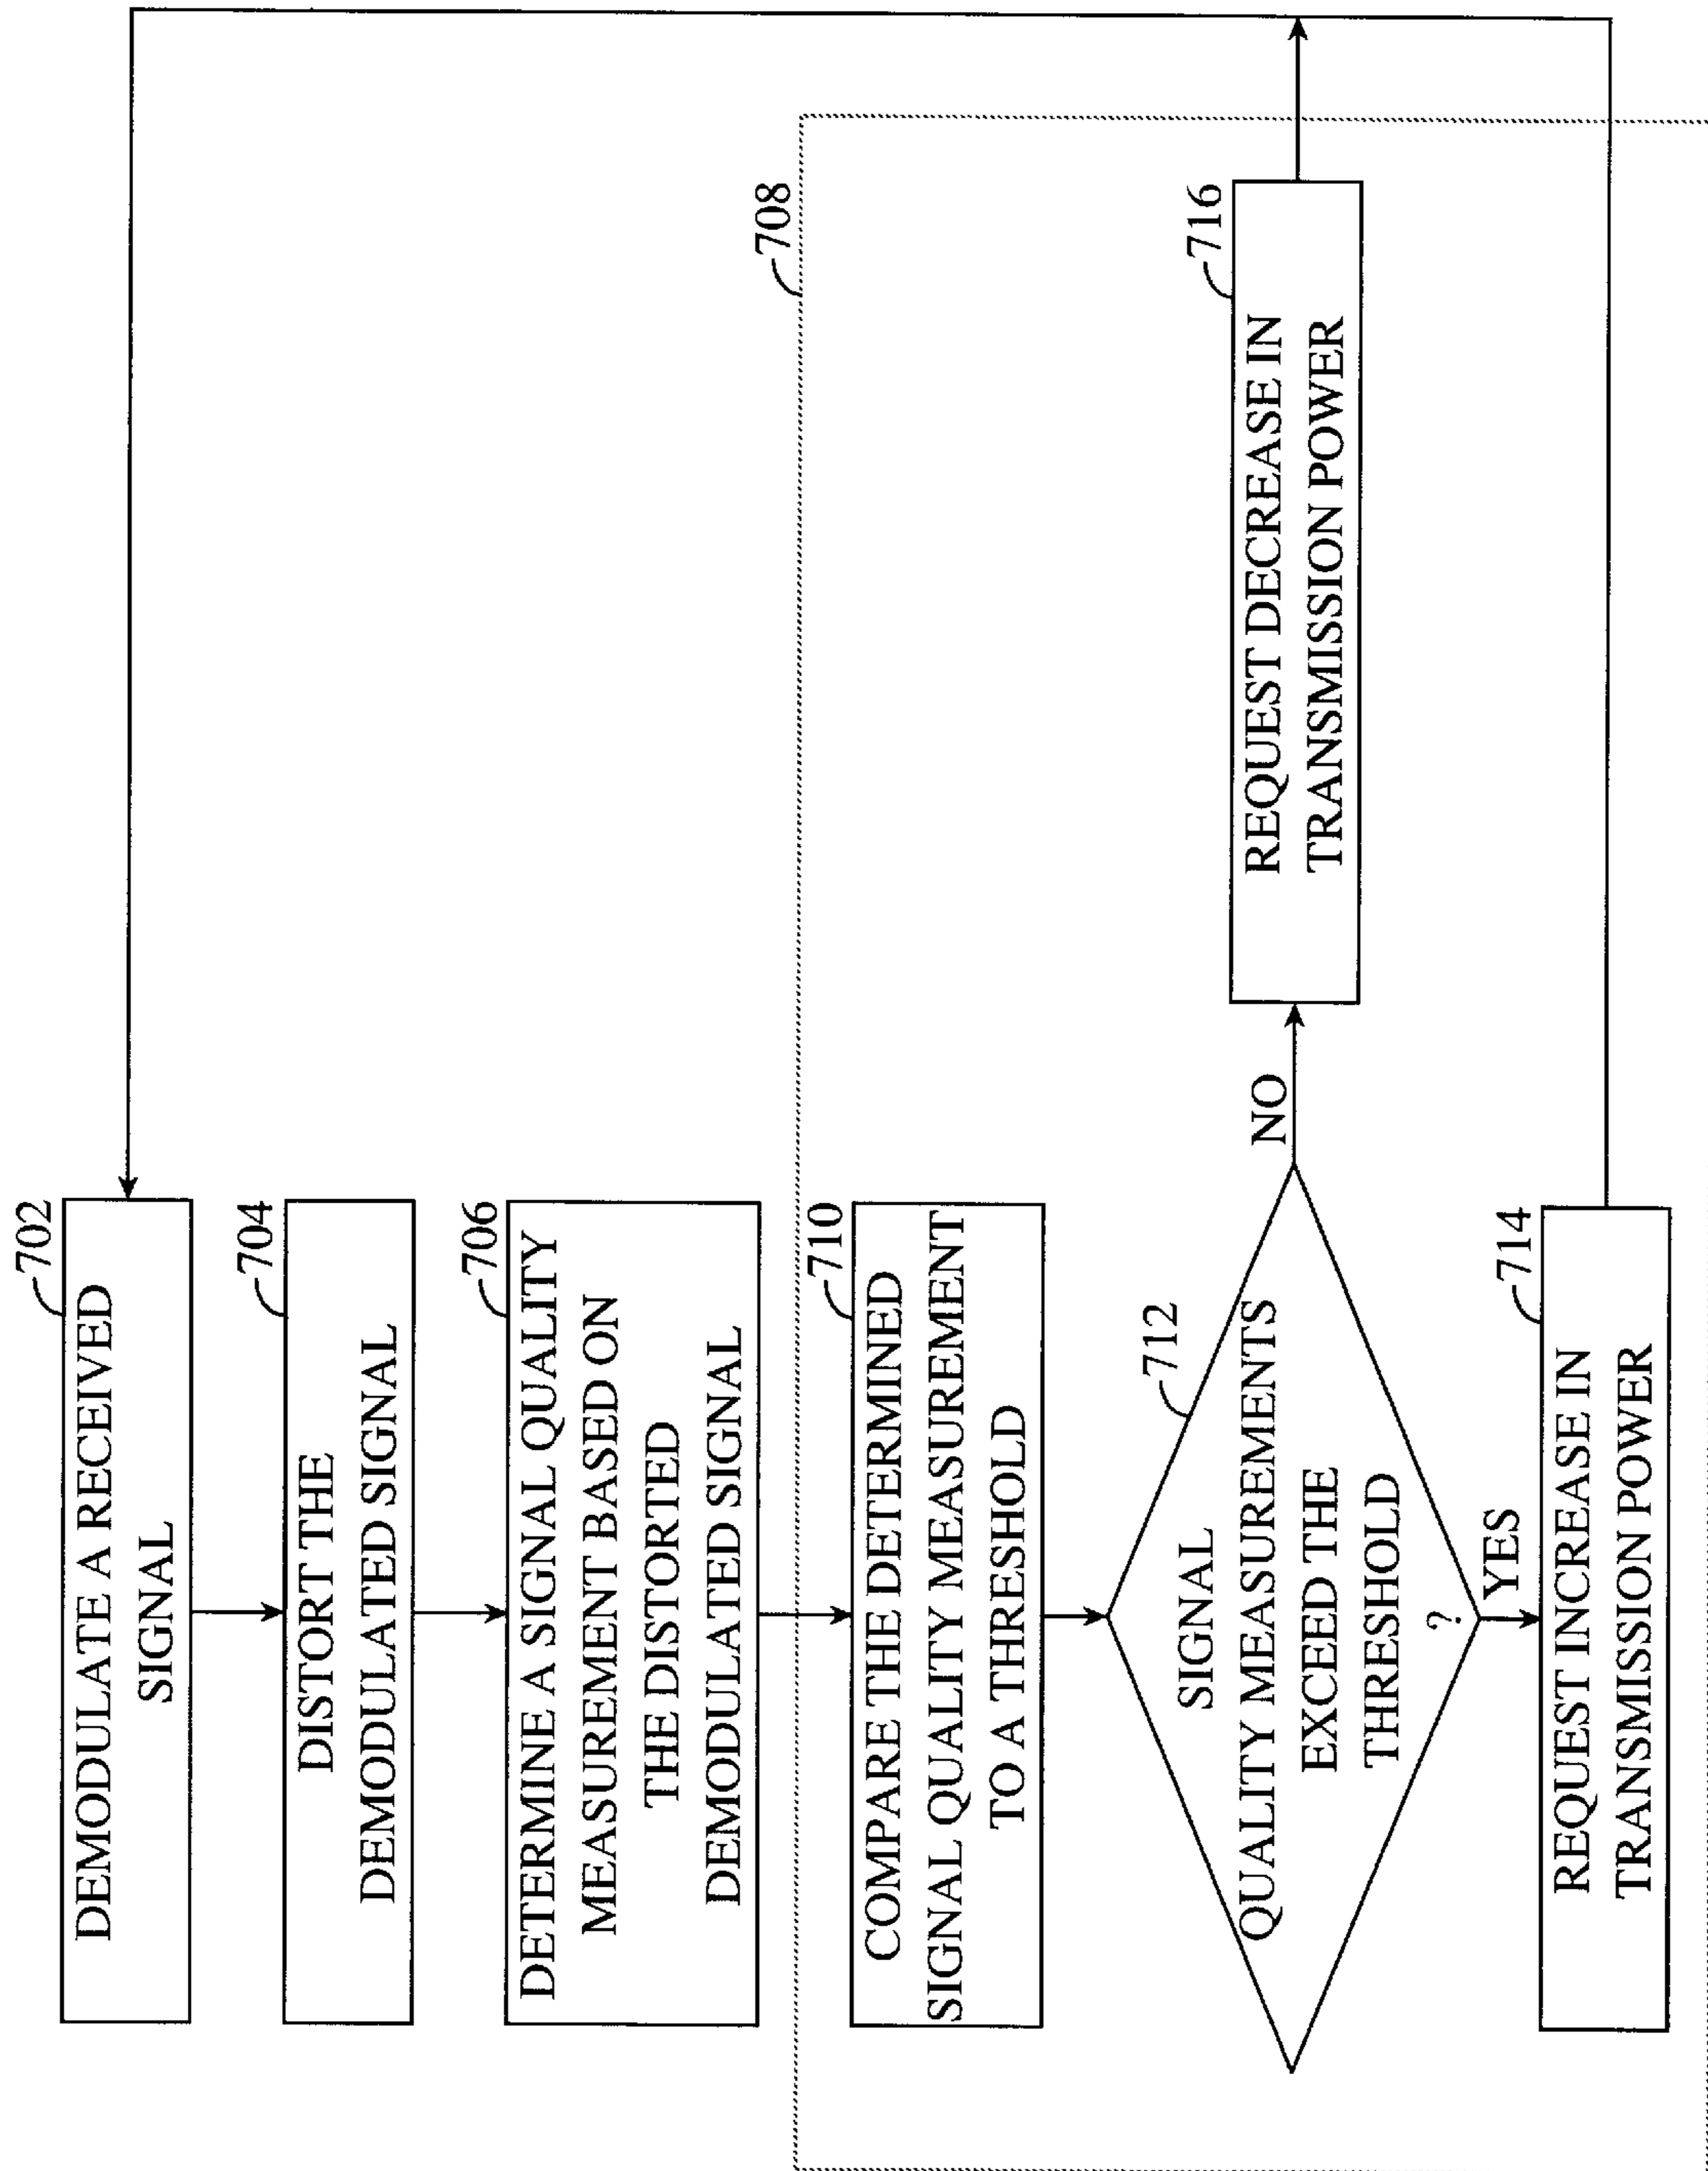 702
DEMODULATE A RECEIVED
SIGNAL
704
DISTORT THE
DEMODULATED SIGNAL
706
DETERMINE A SIGNAL QUALITY
MEASUREMENT BASED ON
THE DISTORTED
DEMODULATED SIGNAL
708
710
COMPARE THE DETERMINED
SIGNAL QUALITY MEASUREMENT
TO A THRESHOLD
712
SIGNAL
QUALITY MEASUREMENTS
EXCEED THE
THRESHOLD
?
NO
716
REQUEST DECREASE IN
TRANSMISSION POWER
YES
714
REQUEST INCREASE IN
TRANSMISSION POWER